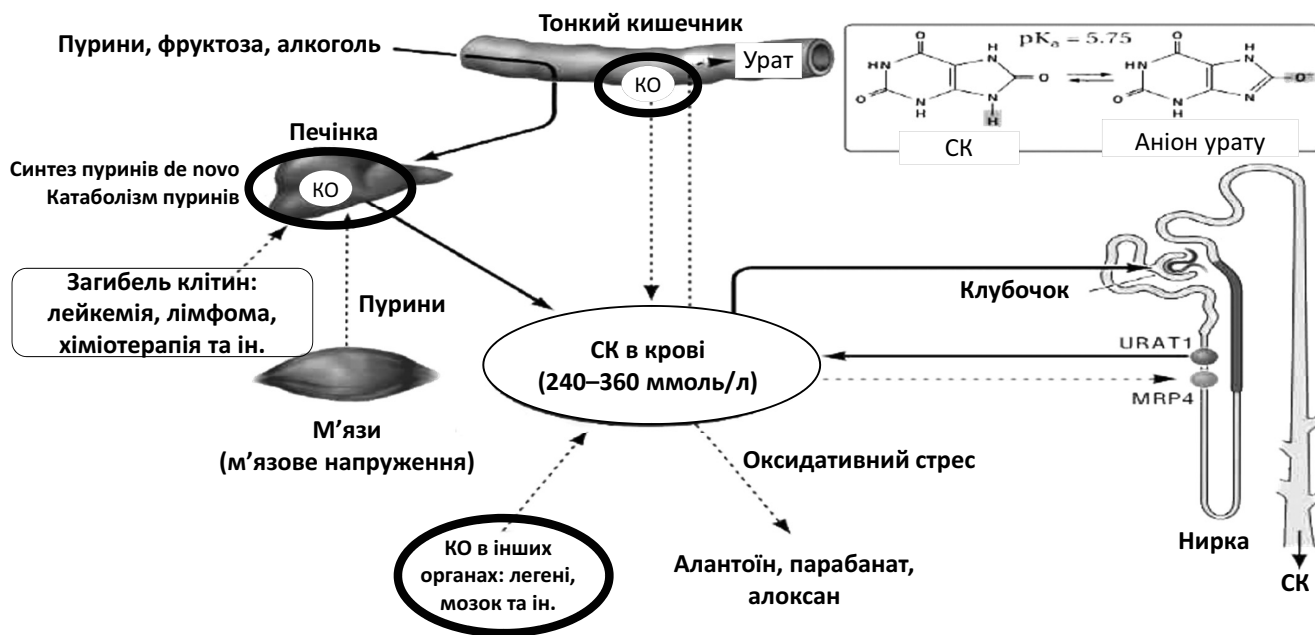 Тонкий кишечник
Пурини, фруктоза, алкоголь
Урат
КО
pKa = 5.75
O
HN
O
N
H
H
N
N
H
O
O
HN
O
N
H
H
N
N
O
СК
Аніон урату
Печінка
Синтез пуринів de novo
Катаболізм пуринів
КО
Загибель клітин:
лейкемія, лімфома,
хіміотерапія та ін.
Пурини
М’язи
(м’язове напруження)
СК в крові
(240–360 ммоль/л)
Клубочок
URAT1
MRP4
Оксидативний стрес
КО в інших
органах: легені,
мозок та ін.
Алантоїн, парабанат,
алоксан
Нирка
СК